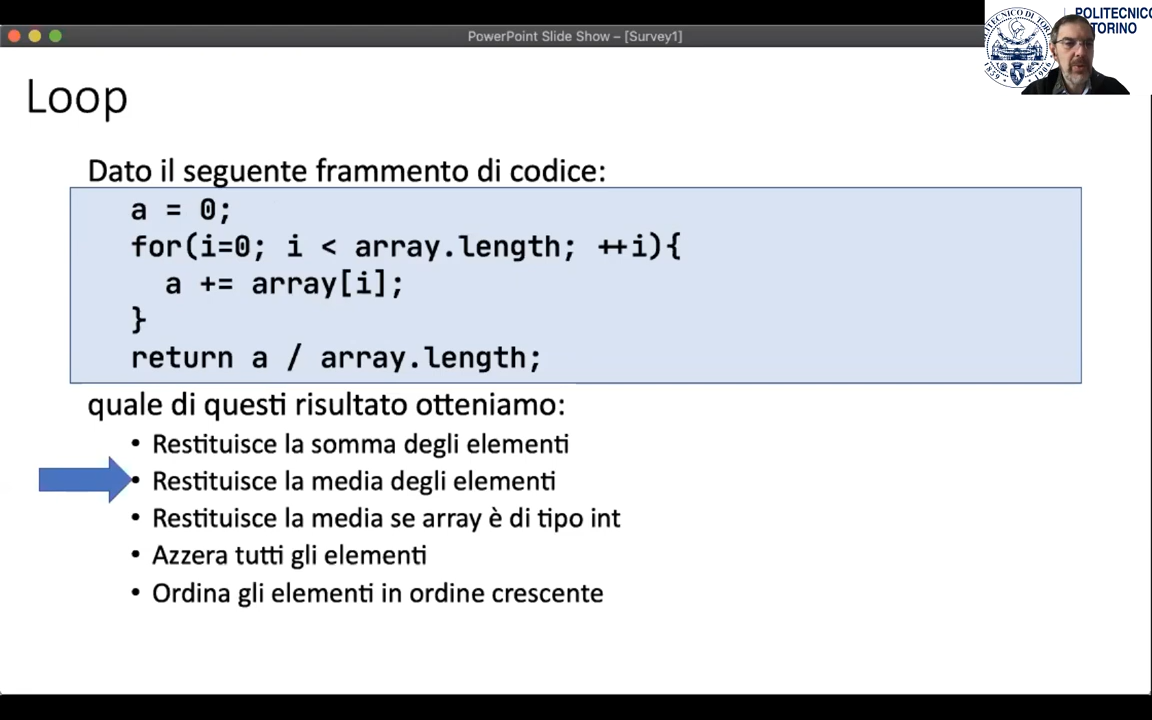 PowerPoint Slide Show – [Survey1]
POLITECNICO
TORINO
Loop
Dato il seguente frammento di codice:
a = 0;
for(i=0; i < array.length; ++i){
a += array[i];
}
return a / array.length;
quale di questi risultato otteniamo:
• Restituisce la somma degli elementi
• Restituisce la media degli elementi
• Restituisce la media se array è di tipo int
• Azzera tutti gli elementi
• Ordina gli elementi in ordine crescente